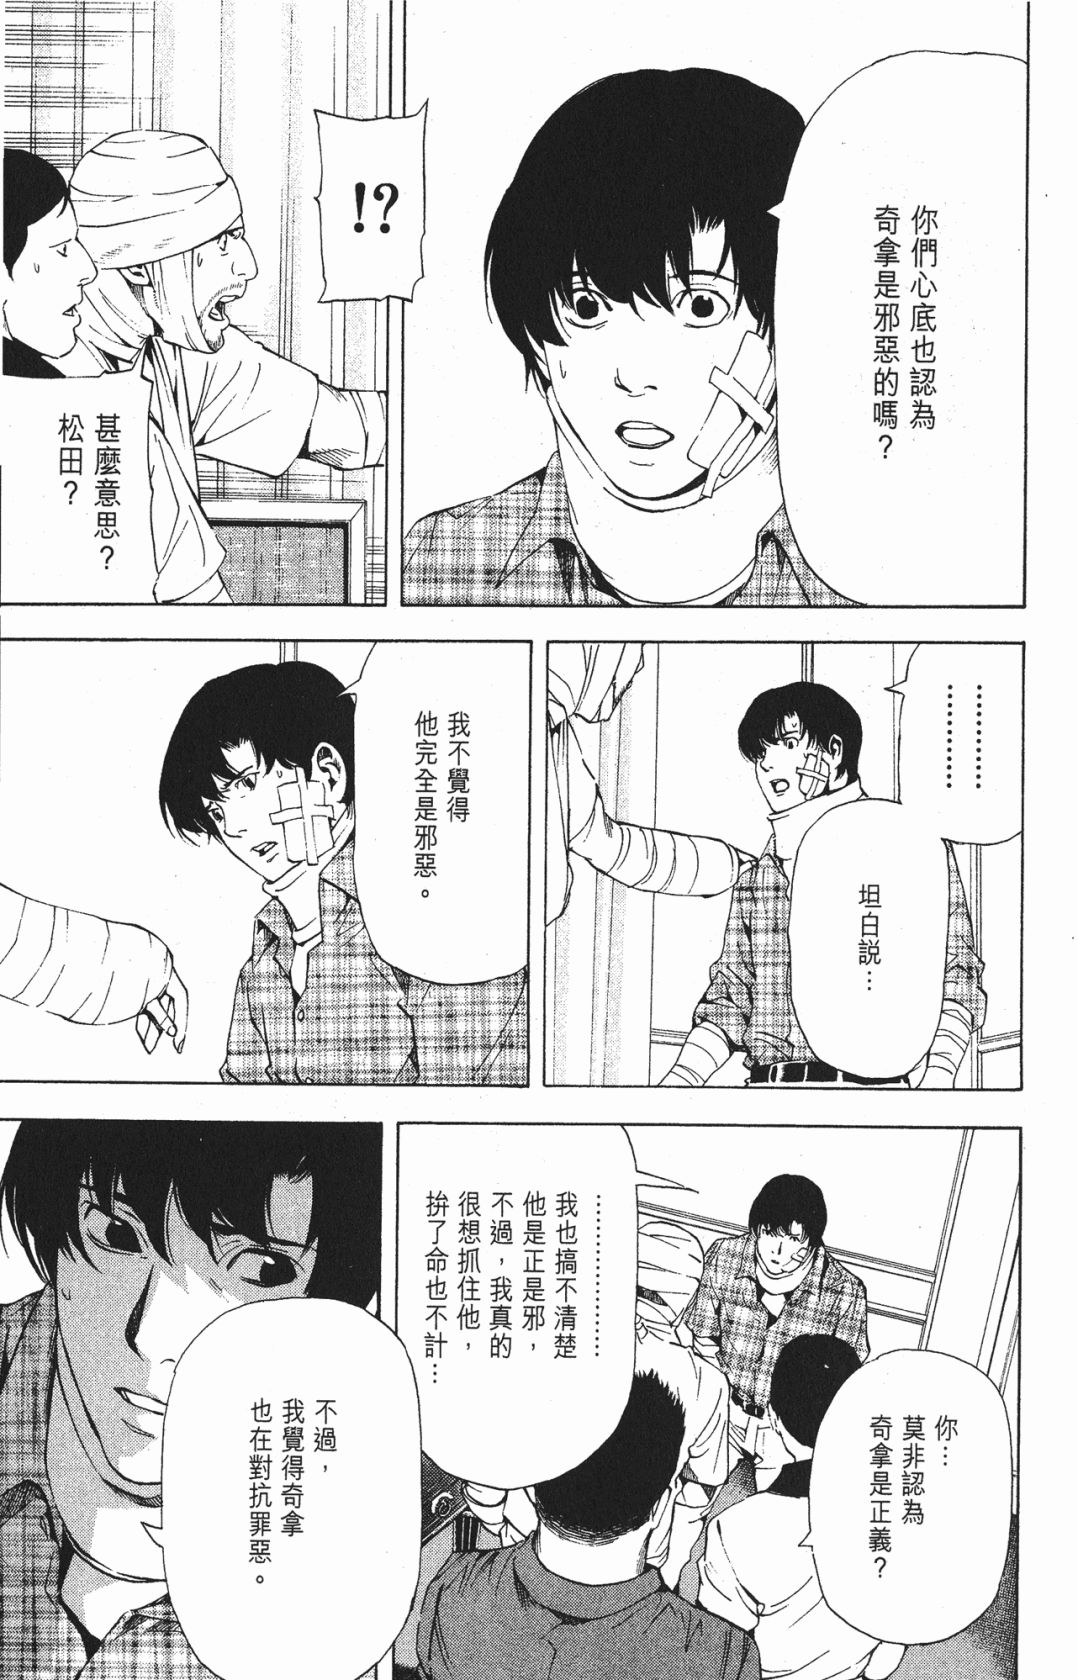 你們心底也認為
奇拿是邪惡的嗎？
!?
甚麼意思？
松田？
…………
…………
坦白說…
我不覺得
他完全是邪惡。
你…
莫非認為
奇拿是正義？
………………
我也搞不清楚
他是正是邪，
不過，我真的
很想抓住他，
拚了命也不計…
不過，
我覺得奇拿
也在對抗罪惡。